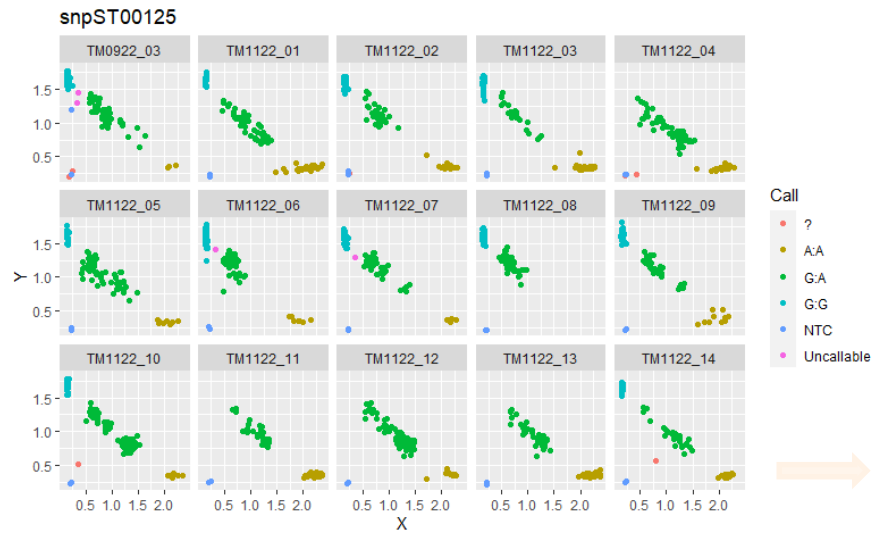 snpST00125
TM0922_03 TM1122_01 TM1122_02 TM1122_03 TM1122_04
1.5
1.0
0.5
TM1122_05 TM1122_06 TM1122_07 TM1122_08 TM1122_09
1.5
1.0
0.5
TM1122_10 TM1122_11 TM1122_12 TM1122_13 TM1122_14
1.5
1.0
0.5
0.5 1.0 1.5 2.0 0.5 1.0 1.5 2.0 0.5 1.0 1.5 2.0 0.5 1.0 1.5 2.0 0.5 1.0 1.5 2.0
X
Y
Call
?
A:A
G:A
G:G
NTC
Uncallable